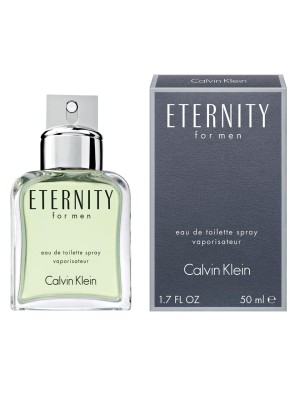 ETERNITY
for men
eau de toilette spray
vaporisateur
Calvin Klein
Calvin Klein
ETERNITY
for men
eau de toilette spray
vaporisateur
Calvin Klein
1.7 FL OZ 50 ml ℮